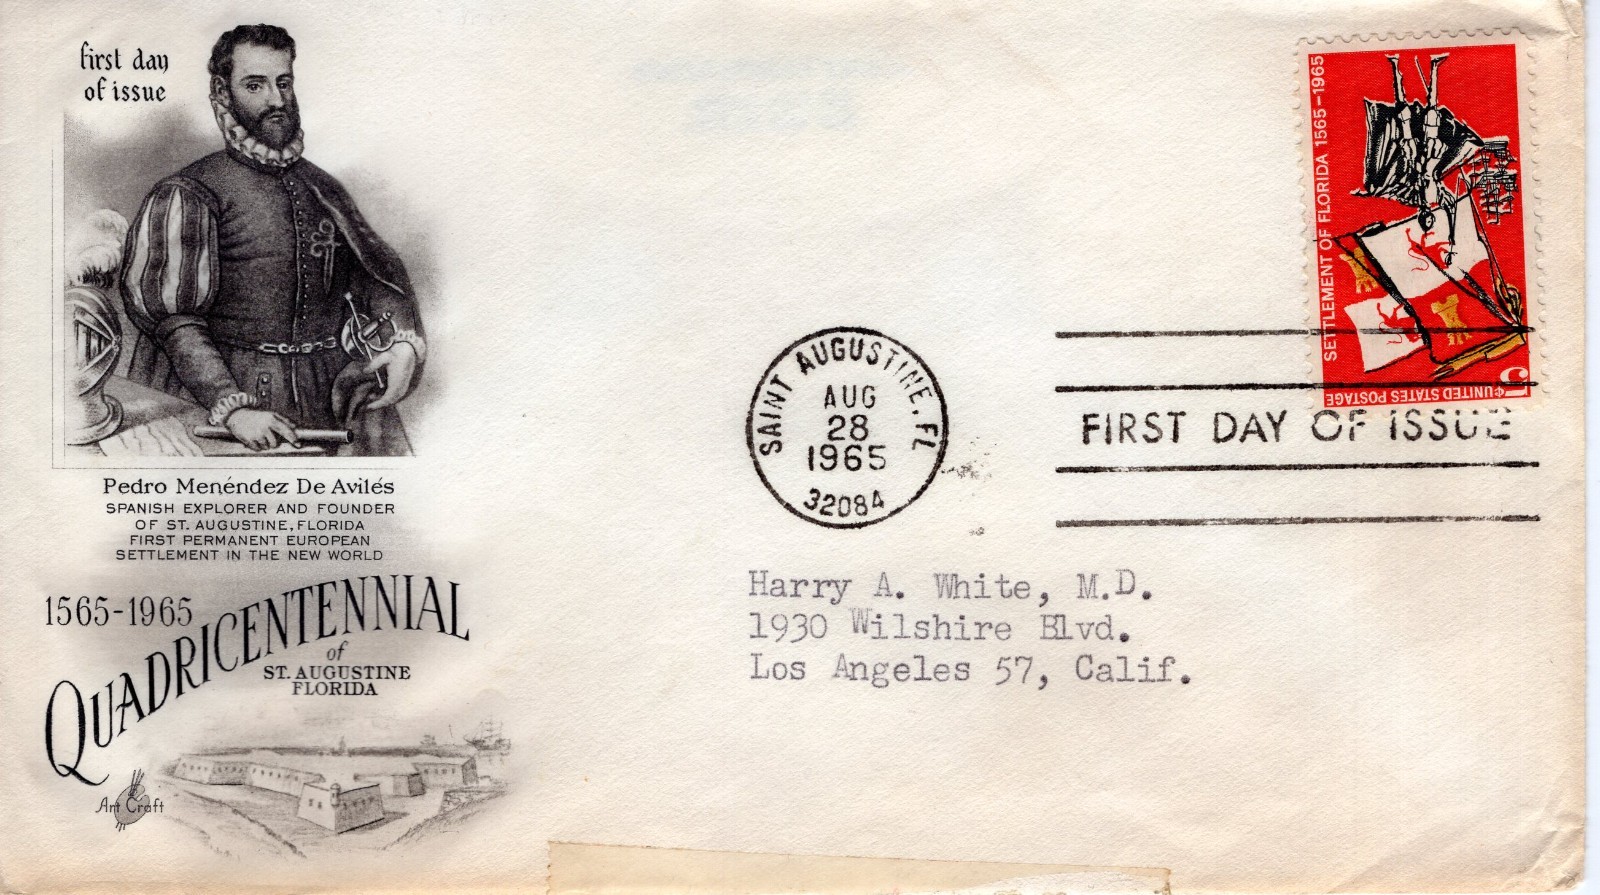 first day
of issue
Pedro Menéndez De Avilés
SPANISH EXPLORER AND FOUNDER
OF ST. AUGUSTINE, FLORIDA
FIRST PERMANENT EUROPEAN
SETTLEMENT IN THE NEW WORLD
1565-1965
QUADRICENTENNIAL
of
ST. AUGUSTINE
FLORIDA
Art Craft
SAINT AUGUSTINE, FL
AUG
28
1965
32084
FIRST DAY OF ISSUE
SETTLEMENT OF FLORIDA 1565-1965
UNITED STATES POSTAGE
5¢
Harry A. White, M.D.
1930 Wilshire Blvd.
Los Angeles 57, Calif.